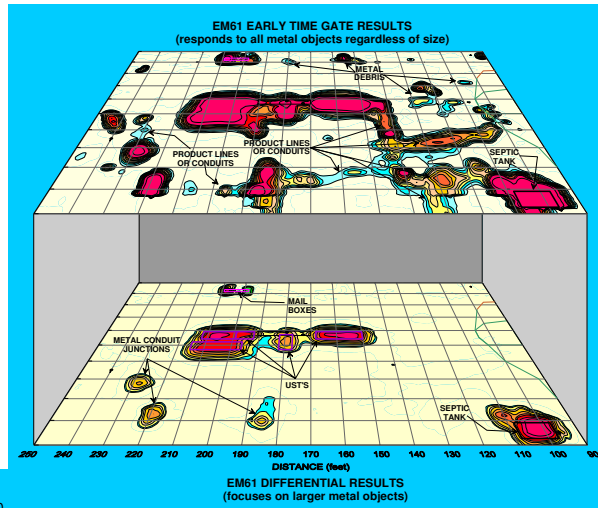 EM61 EARLY TIME GATE RESULTS
(responds to all metal objects regardless of size)
METAL
DEBRIS
PRODUCT LINES
OR CONDUITS
PRODUCT LINES
OR CONDUITS
SEPTIC
TANK
MAIL
BOXES
METAL CONDUIT
JUNCTIONS
UST'S
SEPTIC
TANK
250 240 230 220 210 200 190 180 170 160 150 140 130 120 110 100 90
DISTANCE (feet)
EM61 DIFFERENTIAL RESULTS
(focuses on larger metal objects)